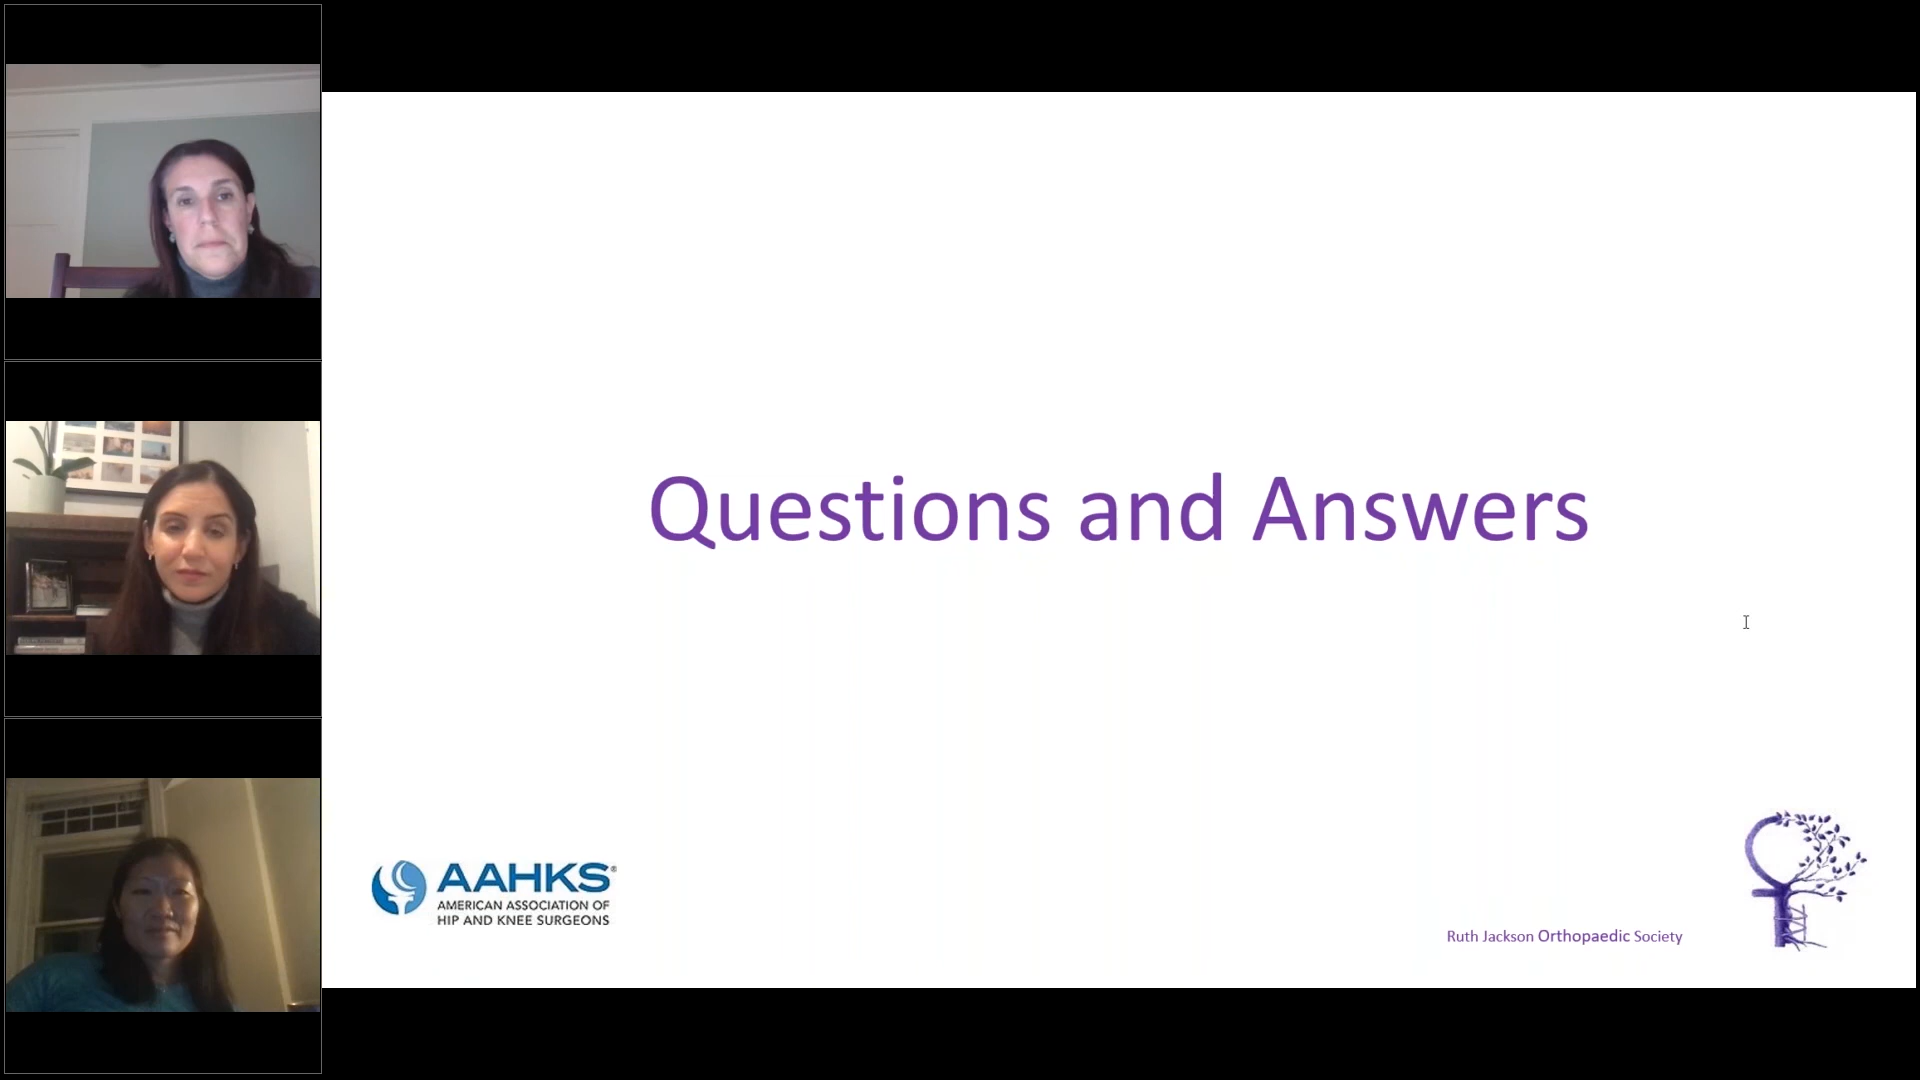 Questions and Answers
AAHKS®
AMERICAN ASSOCIATION OF
HIP AND KNEE SURGEONS
Ruth Jackson Orthopaedic Society